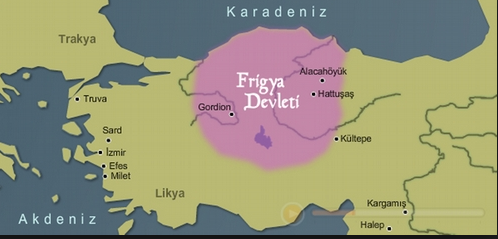 Karadeniz
Trakya
Alacahöyük
Frigya
Devleti
Hattuşaş
Truva
Gordion
Sard
Kültepe
İzmir
Efes
Milet
Likya
Kargamış
Akdeniz
Halep